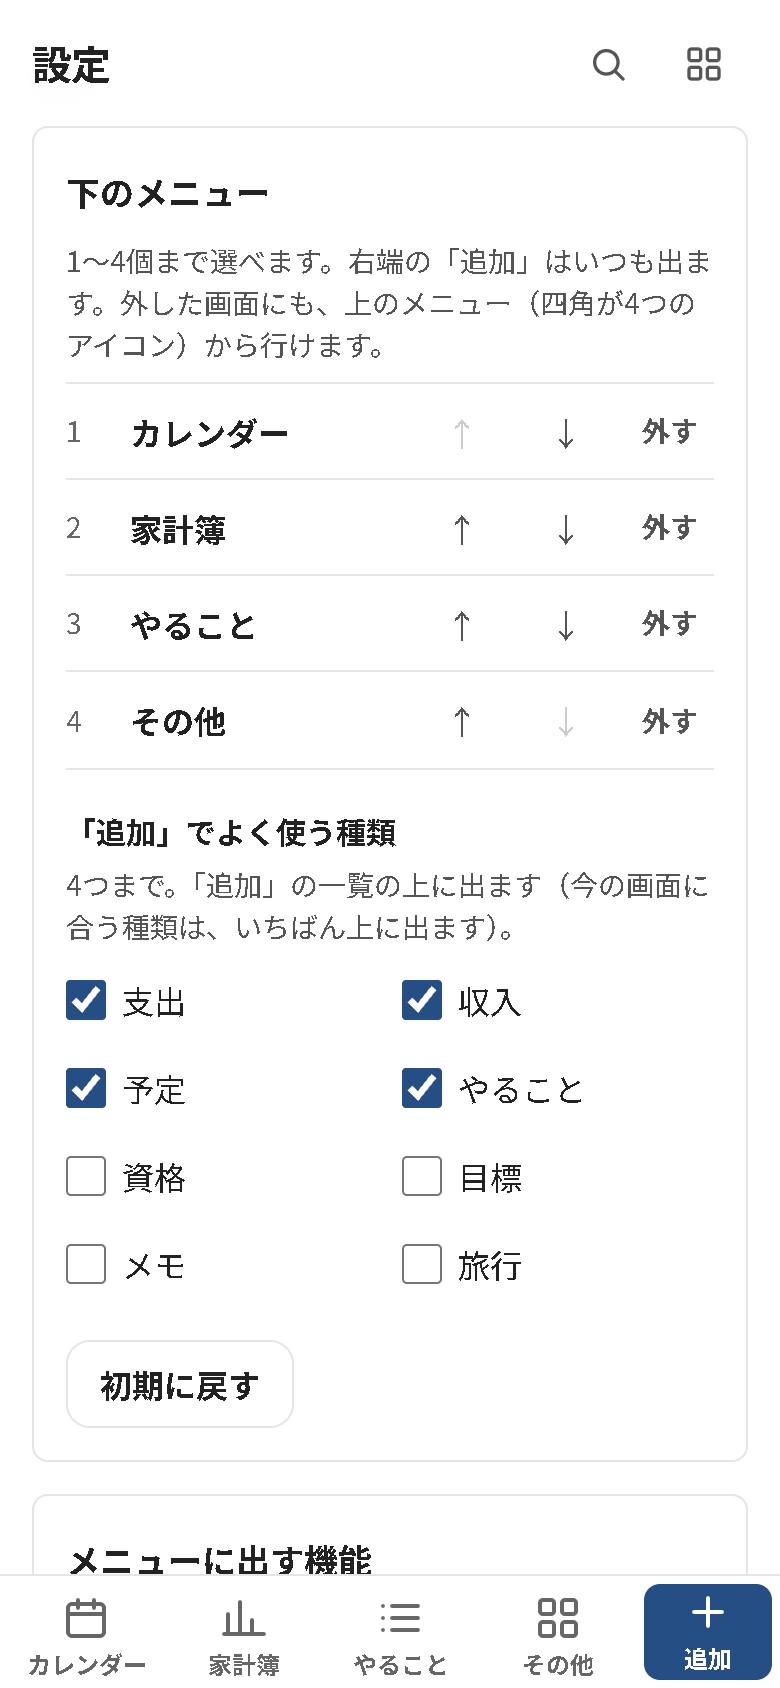 設定
下のメニュー
1〜4個まで選べます。右端の「追加」はいつも出ま
す。外した画面にも、上のメニュー（四角が4つの
アイコン）から行けます。
1 カレンダー ↑ ↓ 外す
2 家計簿 ↑ ↓ 外す
3 やること ↑ ↓ 外す
4 その他 ↑ ↓ 外す
「追加」でよく使う種類
4つまで。「追加」の一覧の上に出ます（今の画面に
合う種類は、いちばん上に出ます）。
支出 収入
予定 やること
資格 目標
メモ 旅行
初期に戻す
メニューに出す機能
カレンダー 家計簿 やること その他 追加